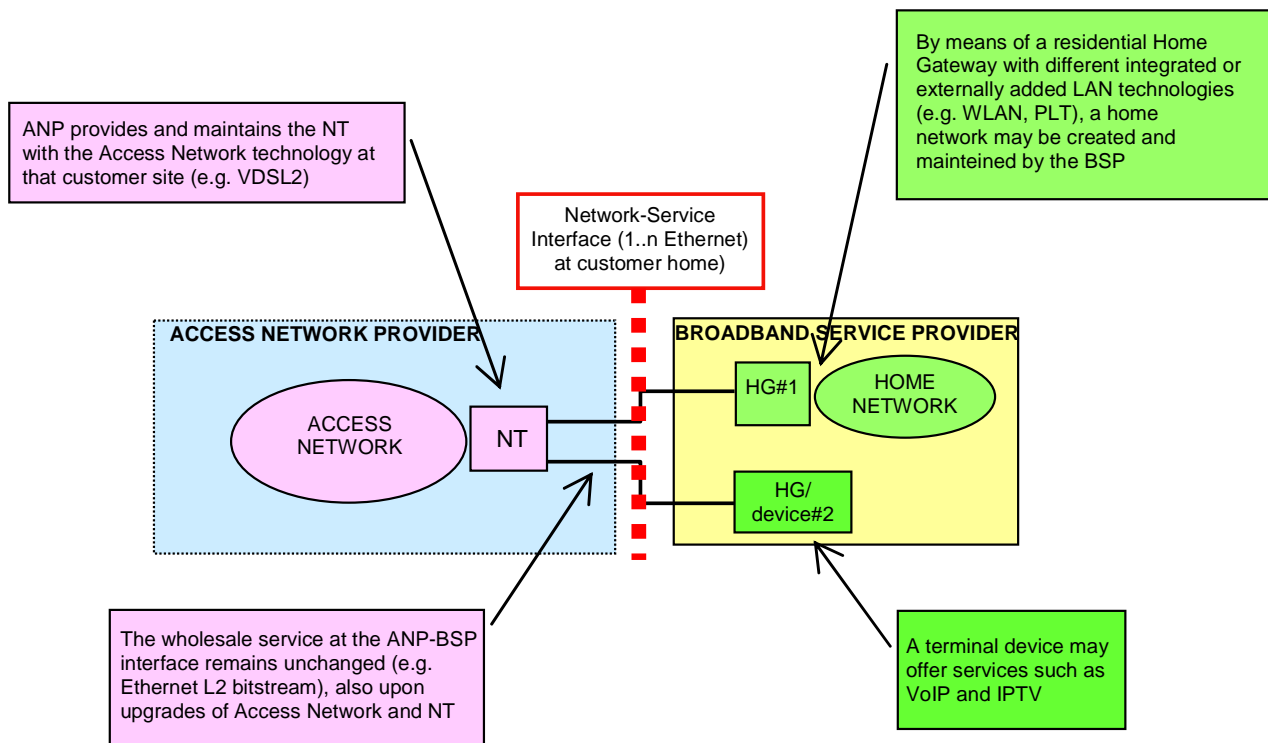 By means of a residential Home
Gateway with different integrated or
externally added LAN technologies
(e.g. WLAN, PLT), a home
network may be created and
mainteined by the BSP
ANP provides and maintains the NT
with the Access Network technology at
that customer site (e.g. VDSL2)
Network-Service
Interface (1..n Ethernet)
at customer home)
ACCESS NETWORK PROVIDER
BROADBAND SERVICE PROVIDER
ACCESS
NETWORK
NT
HG#1
HOME
NETWORK
HG/
device#2
The wholesale service at the ANP-BSP
interface remains unchanged (e.g.
Ethernet L2 bitstream), also upon
upgrades of Access Network and NT
A terminal device may
offer services such as
VoIP and IPTV